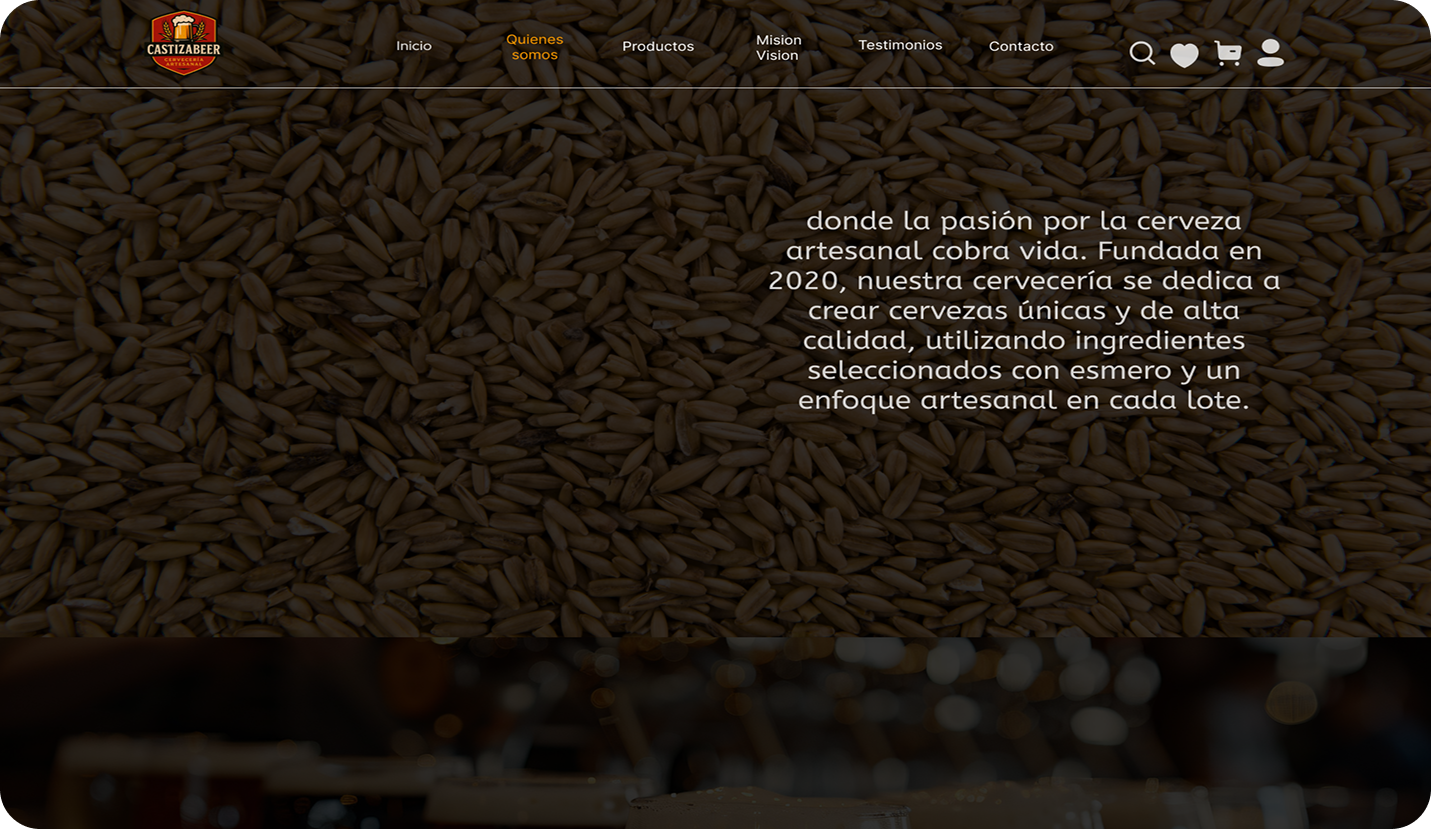 CASTIZABEER
CERVECERÍA
ARTESANAL
Inicio
Quienes
somos
Productos
Mision
Vision
Testimonios
Contacto
donde la pasión por la cerveza
artesanal cobra vida. Fundada en
2020, nuestra cervecería se dedica a
crear cervezas únicas y de alta
calidad, utilizando ingredientes
seleccionados con esmero y un
enfoque artesanal en cada lote.